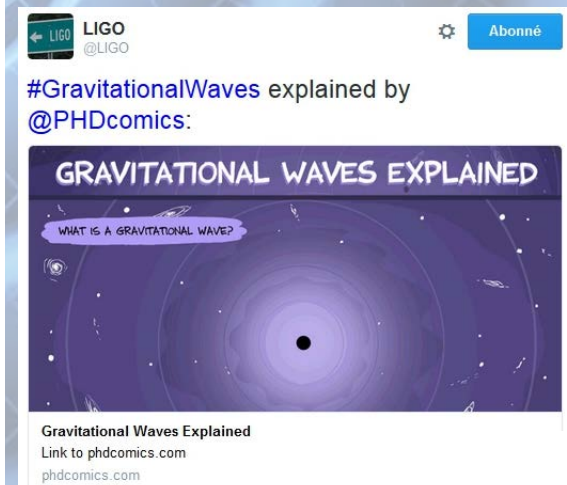 LIGO
LIGO
@LIGO
Abonné
#GravitationalWaves explained by
@PHDcomics:
GRAVITATIONAL WAVES EXPLAINED
WHAT IS A GRAVITATIONAL WAVE?
Gravitational Waves Explained
Link to phdcomics.com
phdcomics.com